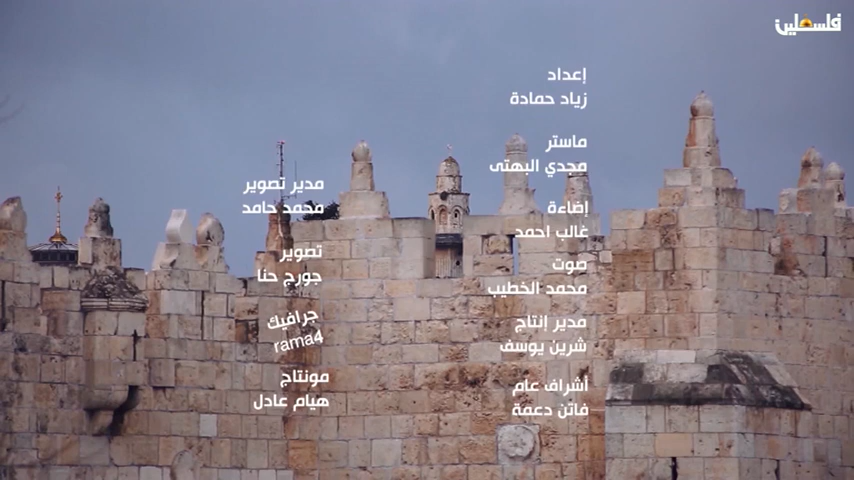 فلسطين
إعداد
زياد حمادة
ماستر
مجدي البهتى
إضاءة
غالب احمد
صوت
محمد الخطيب
مدير إنتاج
شرين يوسف
أشراف عام
فاتن دعمة
مدير تصوير
محمد حامد
تصوير
جورج حنا
جرافيك
rama4
مونتاج
هيام عادل